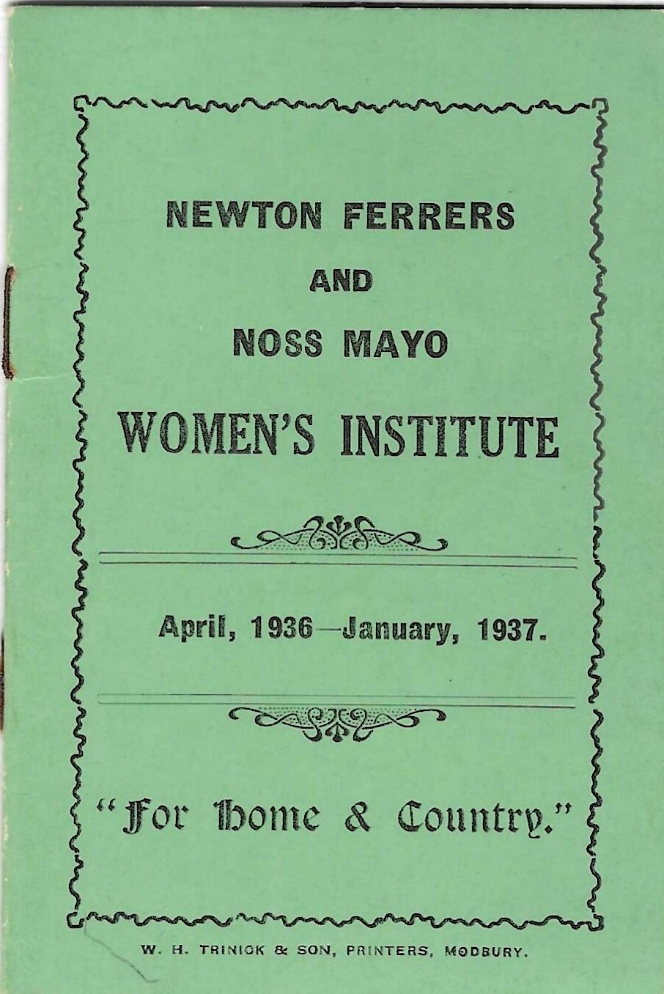 NEWTON FERRERS
AND
NOSS MAYO
WOMEN'S INSTITUTE
April, 1936—January, 1937.
"For Home & Country."
W. H. TRINICK & SON, PRINTERS, MODBURY.